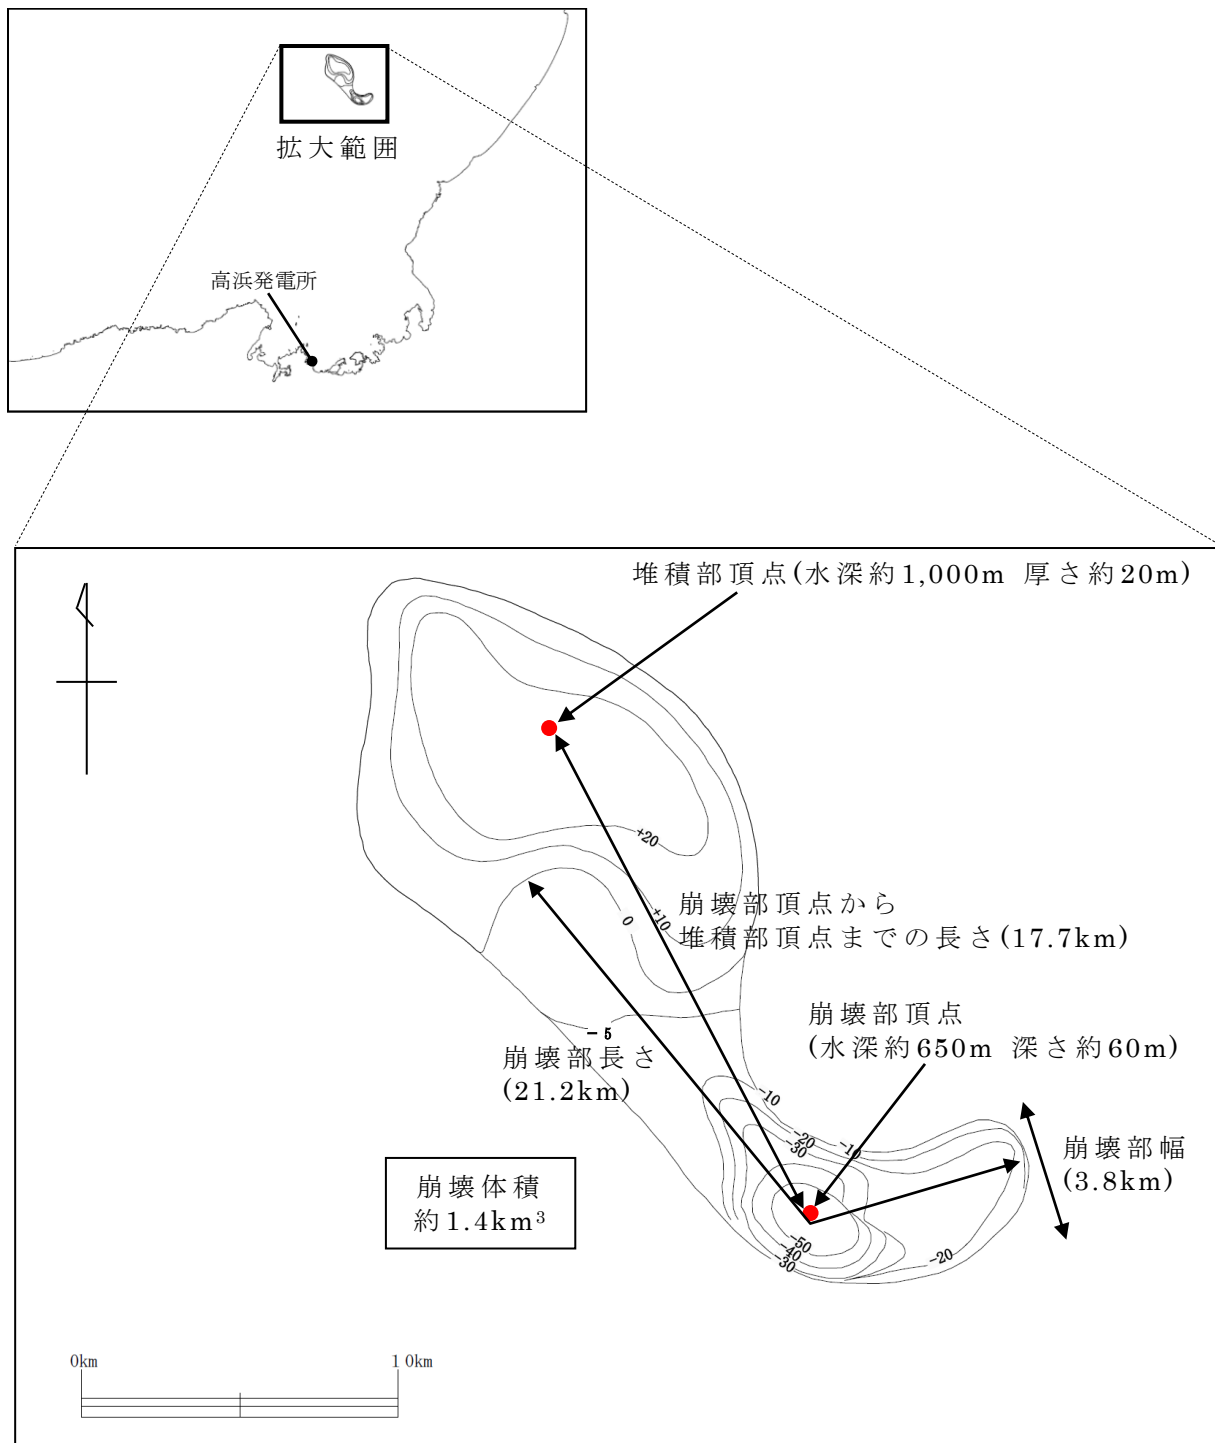 拡大範囲
高浜発電所
堆積部頂点(水深約1,000m 厚さ約20m)
+20
+10
0
崩壊部頂点から
堆積部頂点までの長さ(17.7km)
崩壊部頂点
(水深約650m 深さ約60m)
-5
崩壊部長さ
(21.2km)
-10
-20
-30
-10
崩壊部幅
(3.8km)
崩壊体積
約1.4km³
-50
-40
-30
-20
0km
10km